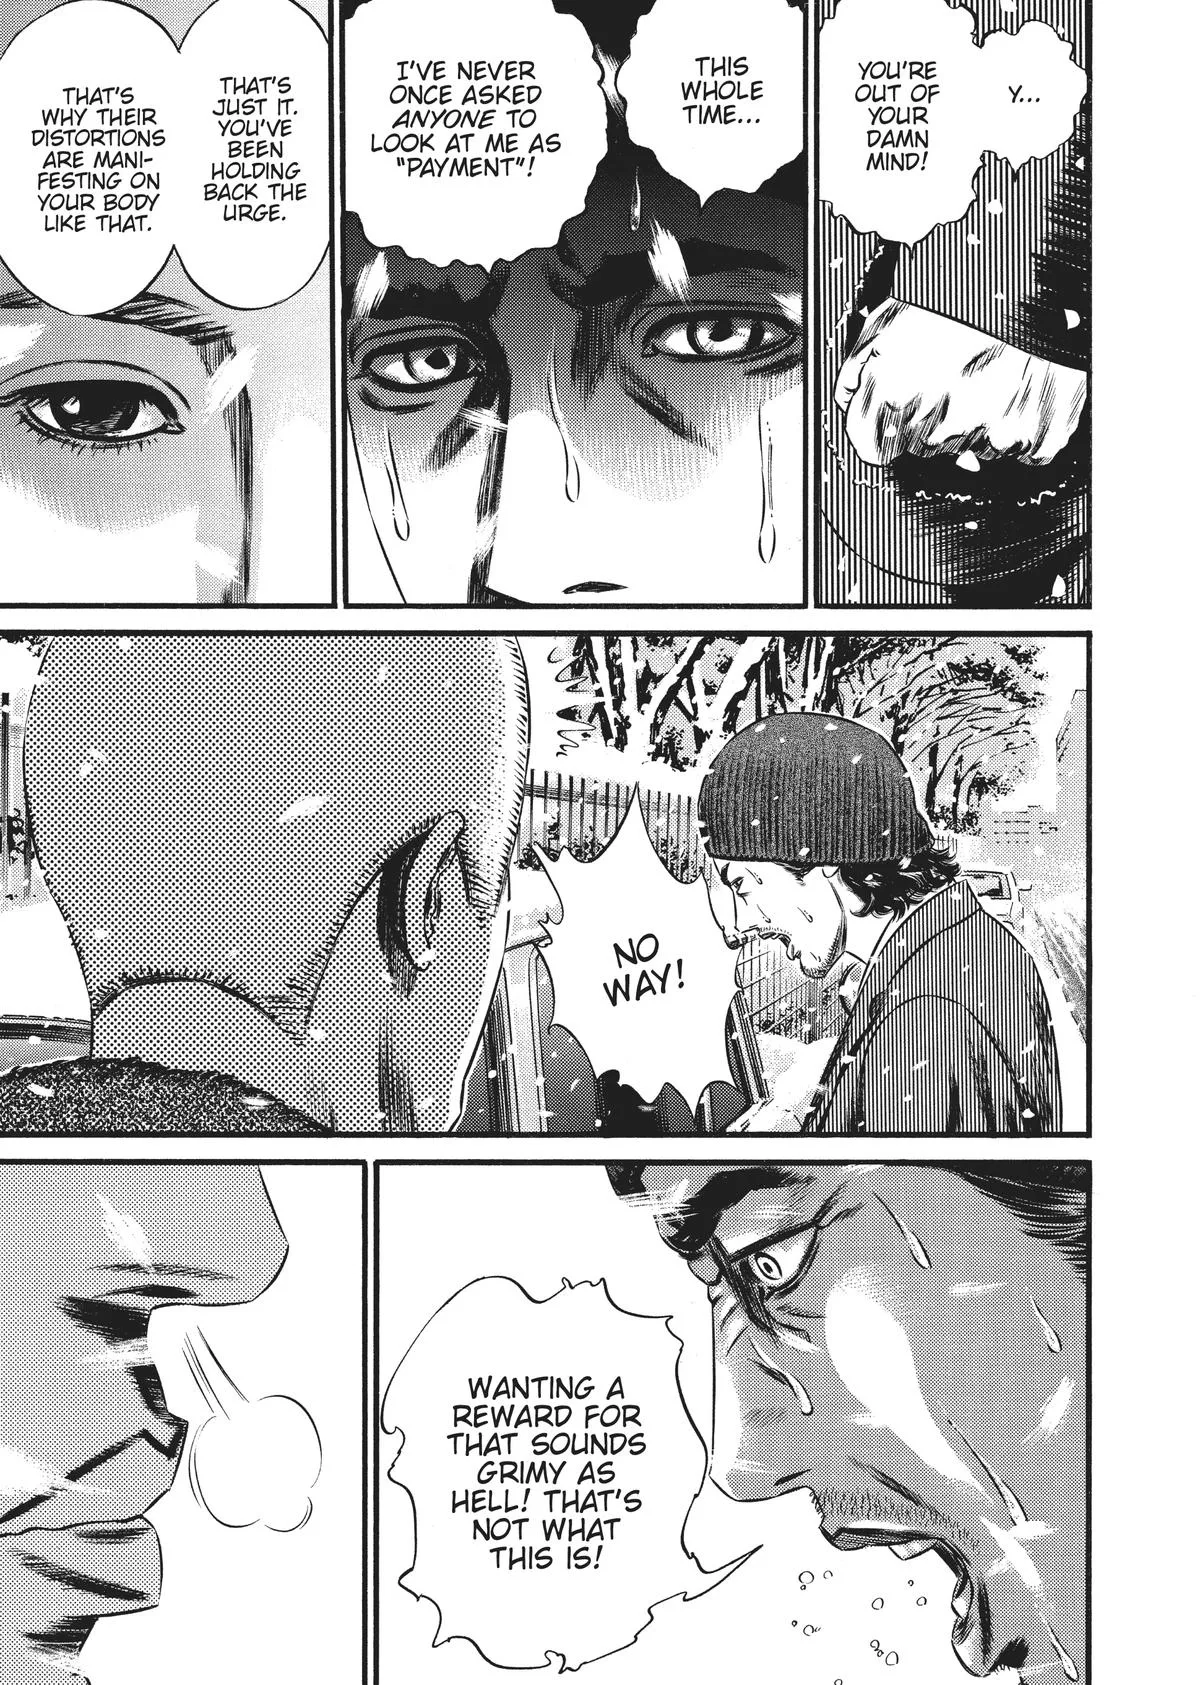 Y...
YOU'RE
OUT OF
YOUR
DAMN
MIND!
THIS
WHOLE
TIME...
I'VE NEVER
ONCE ASKED
ANYONE TO
LOOK AT ME AS
"PAYMENT"!
THAT'S
JUST IT.
YOU'VE
BEEN
HOLDING
BACK THE
URGE.
THAT'S
WHY THEIR
DISTORTIONS
ARE MANI-
FESTING ON
YOUR BODY
LIKE THAT.
NO
WAY!
WANTING A
REWARD FOR
THAT SOUNDS
GRIMY AS
HELL! THAT'S
NOT WHAT
THIS IS!